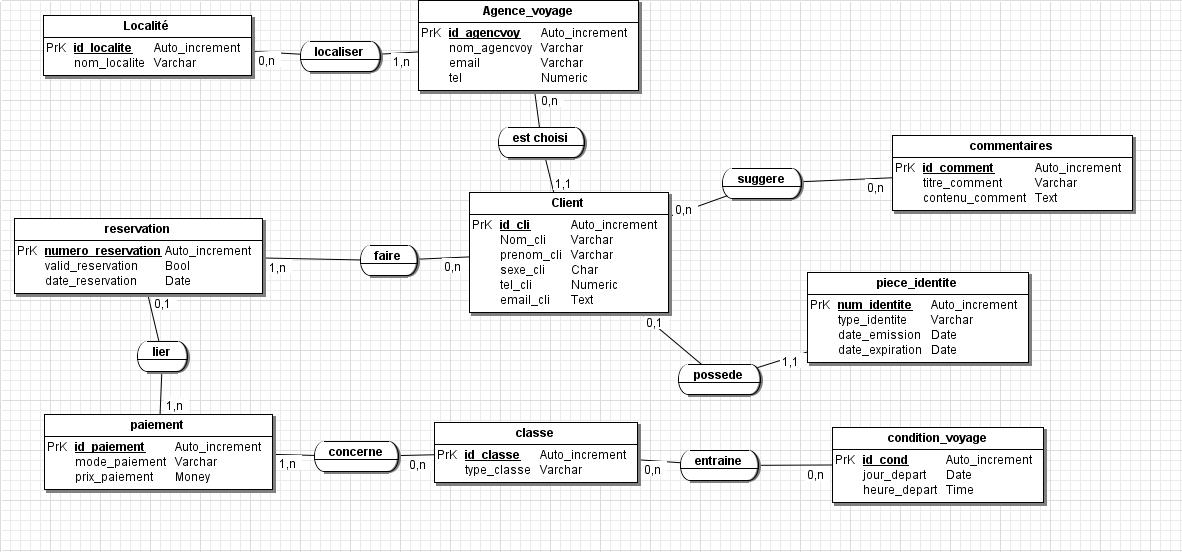 Localité
PrK id_localite Auto_increment
nom_localite Varchar
0,n
localiser
1,n
Agence_voyage
PrK id_agencvoy Auto_increment
nom_agencvoy Varchar
email Varchar
tel Numeric
0,n
est choisi
1,1
commentaires
PrK id_comment Auto_increment
titre_comment Varchar
contenu_comment Text
suggere
0,n
0,n
Client
PrK id_cli Auto_increment
Nom_cli Varchar
prenom_cli Varchar
sexe_cli Char
tel_cli Numeric
email_cli Text
reservation
PrK numero_reservation Auto_increment
valid_reservation Bool
date_reservation Date
1,n
faire
0,n
piece_identite
PrK num_identite Auto_increment
type_identite Varchar
date_emission Date
date_expiration Date
0,1
possede
1,1
0,1
lier
1,n
paiement
PrK id_paiement Auto_increment
mode_paiement Varchar
prix_paiement Money
1,n
concerne
0,n
classe
PrK id_classe Auto_increment
type_classe Varchar
0,n
entraine
0,n
condition_voyage
PrK id_cond Auto_increment
jour_depart Date
heure_depart Time